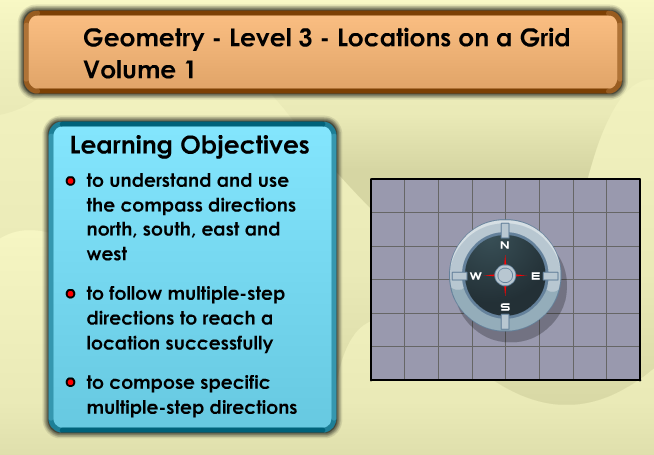 Geometry - Level 3 - Locations on a Grid
Volume 1
Learning Objectives
to understand and use
the compass directions
north, south, east and
west
to follow multiple-step
directions to reach a
location successfully
to compose specific
multiple-step directions
N
W E
S